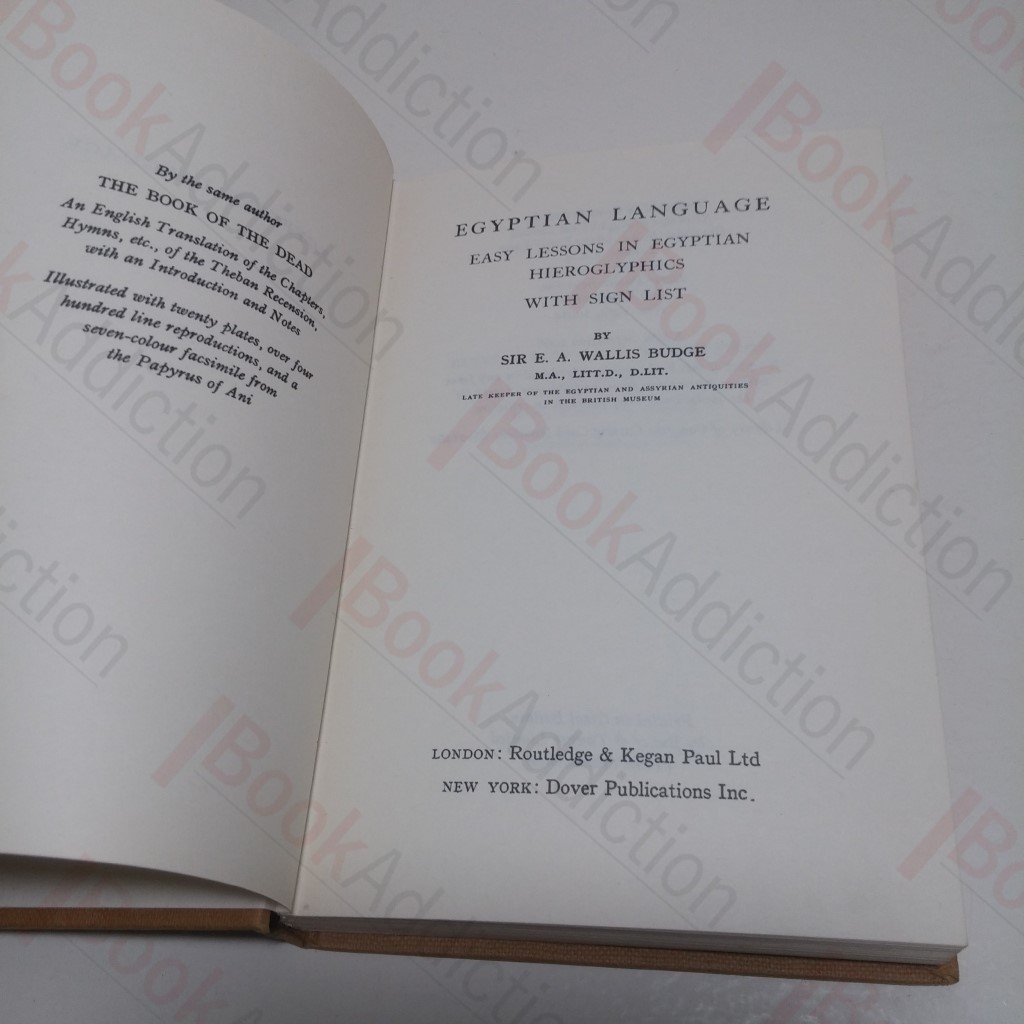 By the same author
THE BOOK OF THE DEAD
An English Translation of the Chapters,
Hymns, etc., of the Theban Recension,
with an Introduction and Notes
Illustrated with twenty plates, over four
hundred line reproductions, and a
seven-colour facsimile from
the Papyrus of Ani
EGYPTIAN LANGUAGE
EASY LESSONS IN EGYPTIAN
HIEROGLYPHICS
WITH SIGN LIST
BY
SIR E. A. WALLIS BUDGE
M.A., LITT.D., D.LIT.
LATE KEEPER OF THE EGYPTIAN AND ASSYRIAN ANTIQUITIES
IN THE BRITISH MUSEUM
LONDON: Routledge & Kegan Paul Ltd
NEW YORK: Dover Publications Inc.
BookAddiction